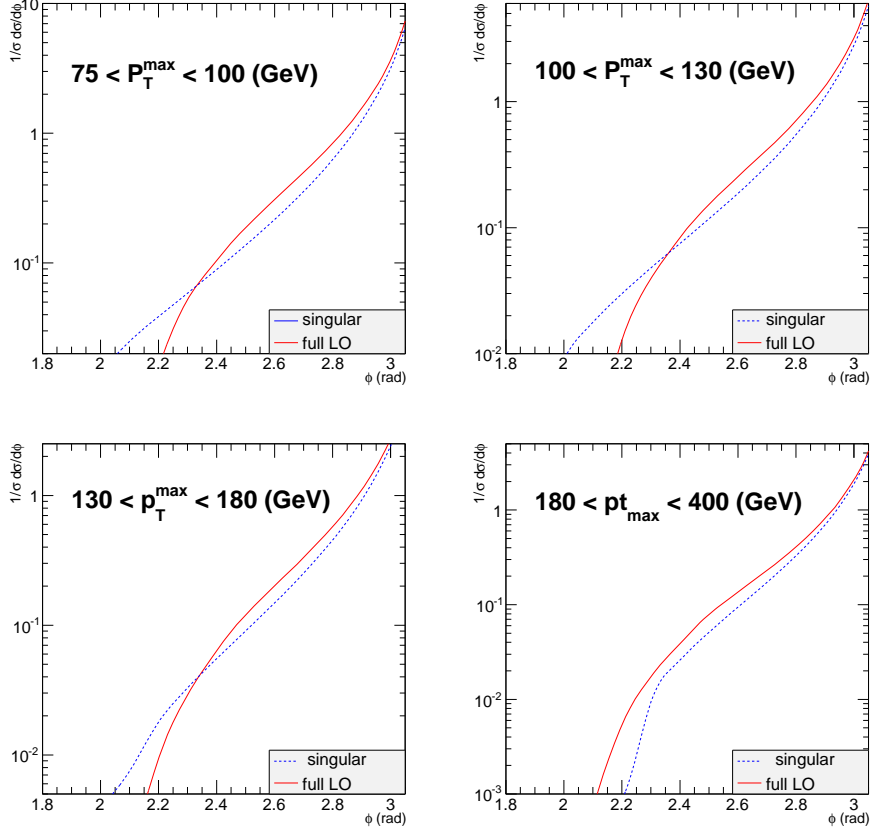 1/σ dσ/dφ
10
1
10^-1
75 < P_T^max < 100 (GeV)
singular
full LO
1.8 2 2.2 2.4 2.6 2.8 3
φ (rad)
1/σ dσ/dφ
1
10^-1
10^-2
100 < P_T^max < 130 (GeV)
singular
full LO
1.8 2 2.2 2.4 2.6 2.8 3
φ (rad)
1/σ dσ/dφ
1
10^-1
10^-2
130 < p_T^max < 180 (GeV)
singular
full LO
1.8 2 2.2 2.4 2.6 2.8 3
φ (rad)
1/σ dσ/dφ
1
10^-1
10^-2
10^-3
180 < pt_max < 400 (GeV)
singular
full LO
1.8 2 2.2 2.4 2.6 2.8 3
φ (rad)